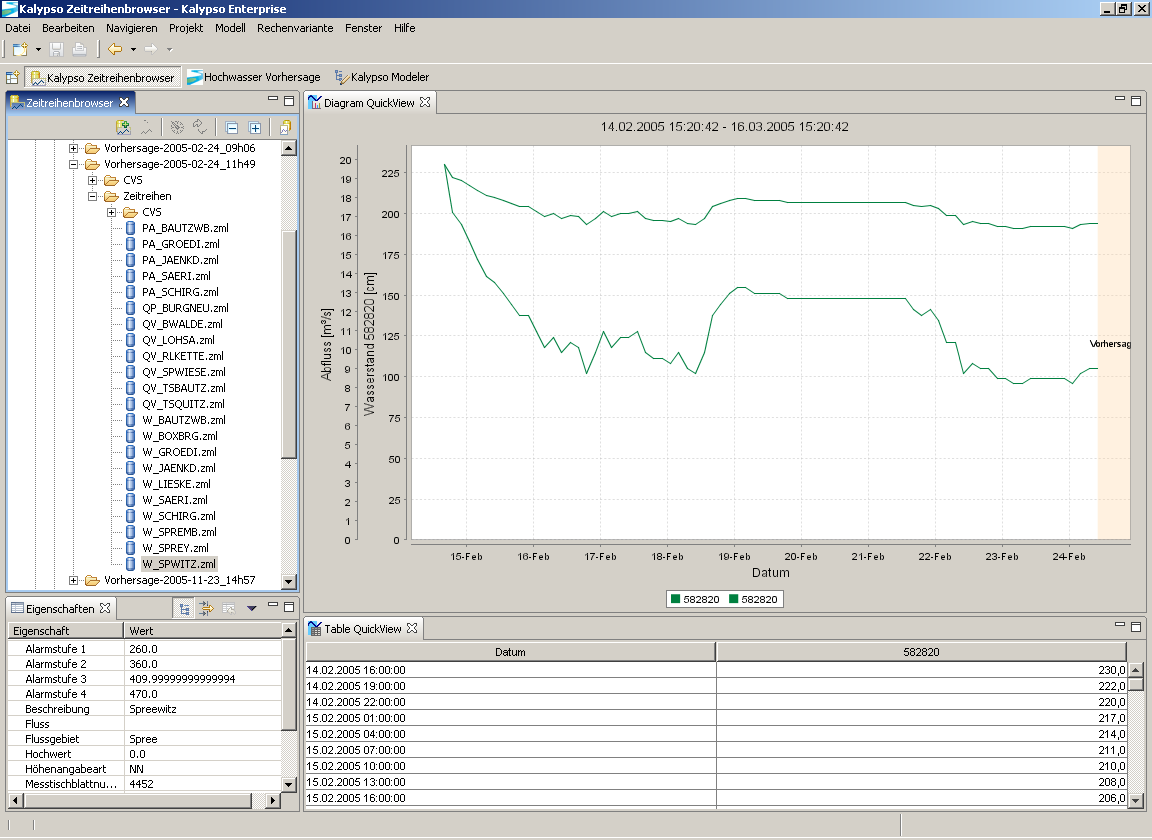 Kalypso Zeitreihenbrowser - Kalypso Enterprise
Datei Bearbeiten Navigieren Projekt Modell Rechenvariante Fenster Hilfe
Kalypso Zeitreihenbrowser Hochwasser Vorhersage Kalypso Modeler
Zeitreihenbrowser
Vorhersage-2005-02-24_09h06
Vorhersage-2005-02-24_11h49
CVS
Zeitreihen
CVS
PA_BAUTZWB.zml
PA_GROEDI.zml
PA_JAENKD.zml
PA_SAERI.zml
PA_SCHIRG.zml
QP_BURGNEU.zml
QV_BWALDE.zml
QV_LOHSA.zml
QV_RLKETTE.zml
QV_SPWIESE.zml
QV_TSBAUTZ.zml
QV_TSQUITZ.zml
W_BAUTZWB.zml
W_BOXBRG.zml
W_GROEDI.zml
W_JAENKD.zml
W_LIESKE.zml
W_SAERI.zml
W_SCHIRG.zml
W_SPREMB.zml
W_SPREY.zml
W_SPWITZ.zml
Vorhersage-2005-11-23_14h57
Diagram QuickView
14.02.2005 15:20:42 - 16.03.2005 15:20:42
Abfluss [m³/s]
20
19
18
17
16
15
14
13
12
11
10
9
8
7
6
5
4
3
2
1
0
Wasserstand 582820 [cm]
225
200
175
150
125
100
75
50
25
0
Vorhersag
15-Feb 16-Feb 17-Feb 18-Feb 19-Feb 20-Feb 21-Feb 22-Feb 23-Feb 24-Feb
Datum
582820 582820
Eigenschaften
Eigenschaft Wert
Alarmstufe 1 260.0
Alarmstufe 2 360.0
Alarmstufe 3 409.99999999999994
Alarmstufe 4 470.0
Beschreibung Spreewitz
Fluss
Flussgebiet Spree
Hochwert 0.0
Höhenangabeart NN
Messtischblattnu... 4452
Table QuickView
Datum 582820
14.02.2005 16:00:00 230,0
14.02.2005 19:00:00 222,0
14.02.2005 22:00:00 220,0
15.02.2005 01:00:00 217,0
15.02.2005 04:00:00 214,0
15.02.2005 07:00:00 211,0
15.02.2005 10:00:00 210,0
15.02.2005 13:00:00 208,0
15.02.2005 16:00:00 206,0